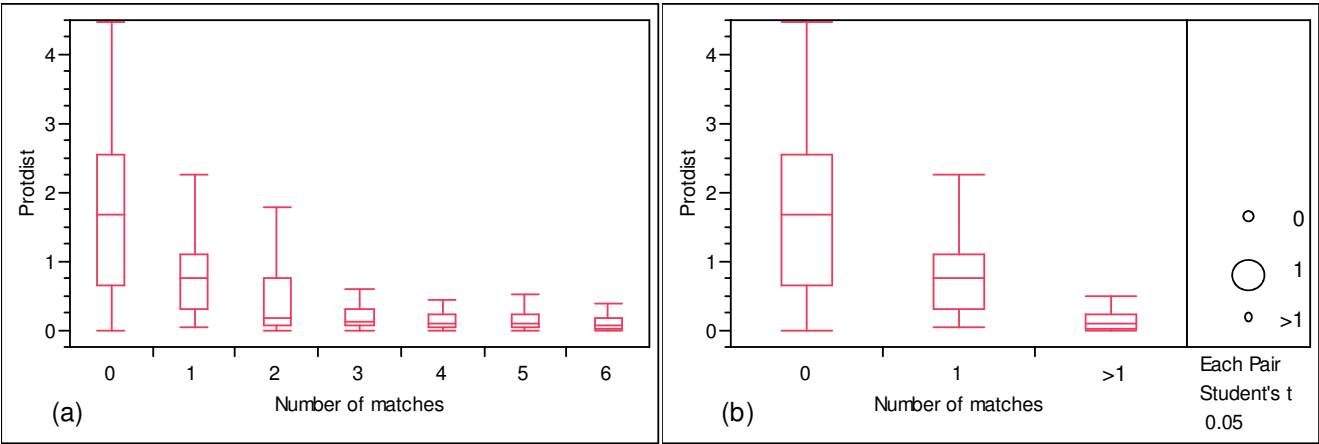 4
3
2
1
0
Protdist
0 1 2 3 4 5 6
Number of matches
(a)
4
3
2
1
0
Protdist
0 1 >1
Number of matches
(b)
0
1
>1
Each Pair
Student's t
0.05